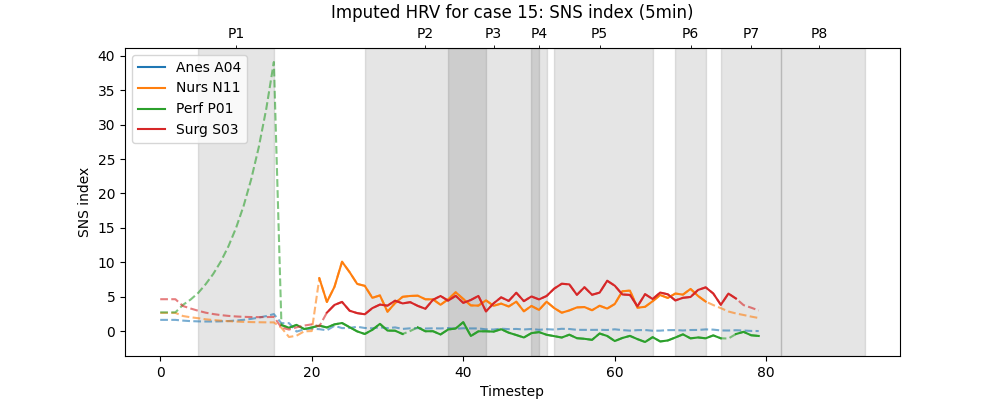 Imputed HRV for case 15: SNS index (5min)
P1 P2 P3 P4 P5 P6 P7 P8
40
35
30
25
20
15
10
5
0
SNS index
Anes A04
Nurs N11
Perf P01
Surg S03
0 20 40 60 80
Timestep